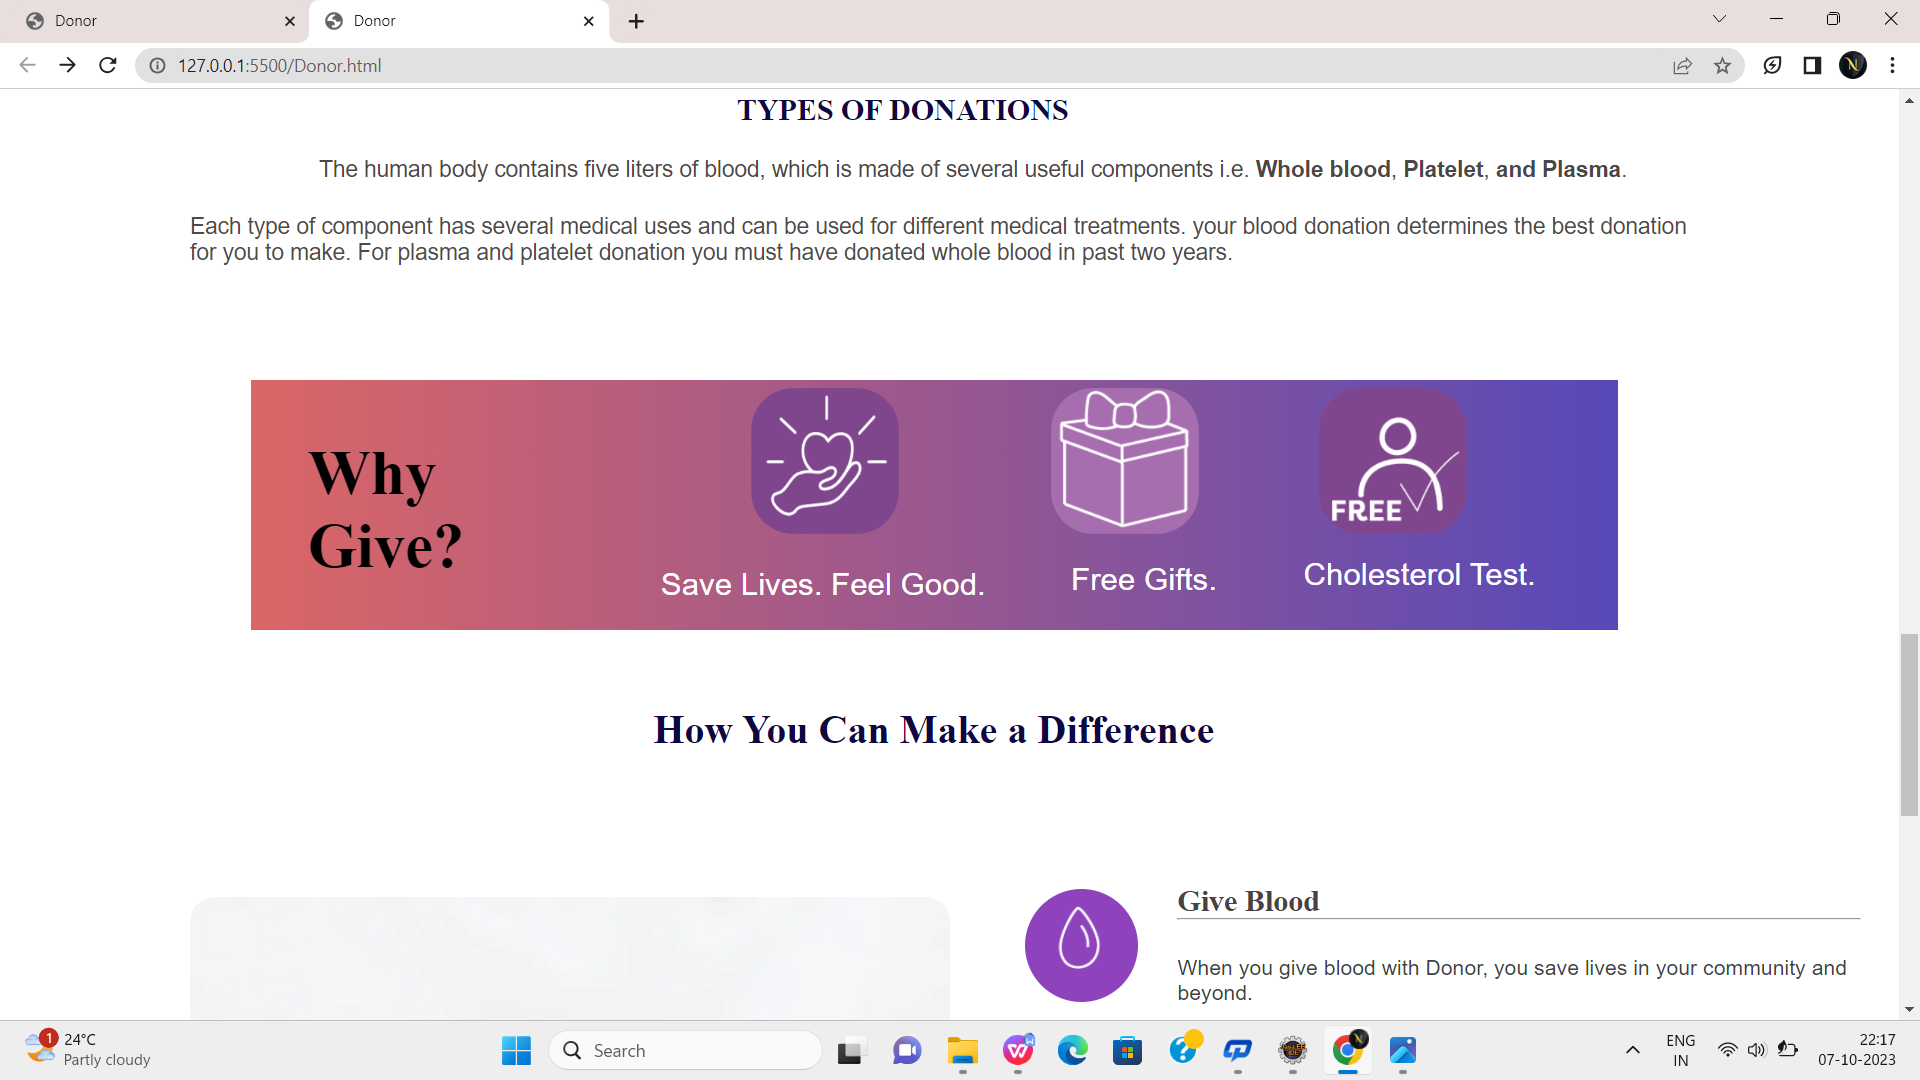 Donor
Donor
127.0.0.1:5500/Donor.html
TYPES OF DONATIONS
The human body contains five liters of blood, which is made of several useful components i.e. Whole blood, Platelet, and Plasma.
Each type of component has several medical uses and can be used for different medical treatments. your blood donation determines the best donation
for you to make. For plasma and platelet donation you must have donated whole blood in past two years.
Why
Give?
FREE
Save Lives. Feel Good.
Free Gifts.
Cholesterol Test.
How You Can Make a Difference
Give Blood
When you give blood with Donor, you save lives in your community and
beyond.
1
24°C
Partly cloudy
Search
ENG
IN
22:17
07-10-2023